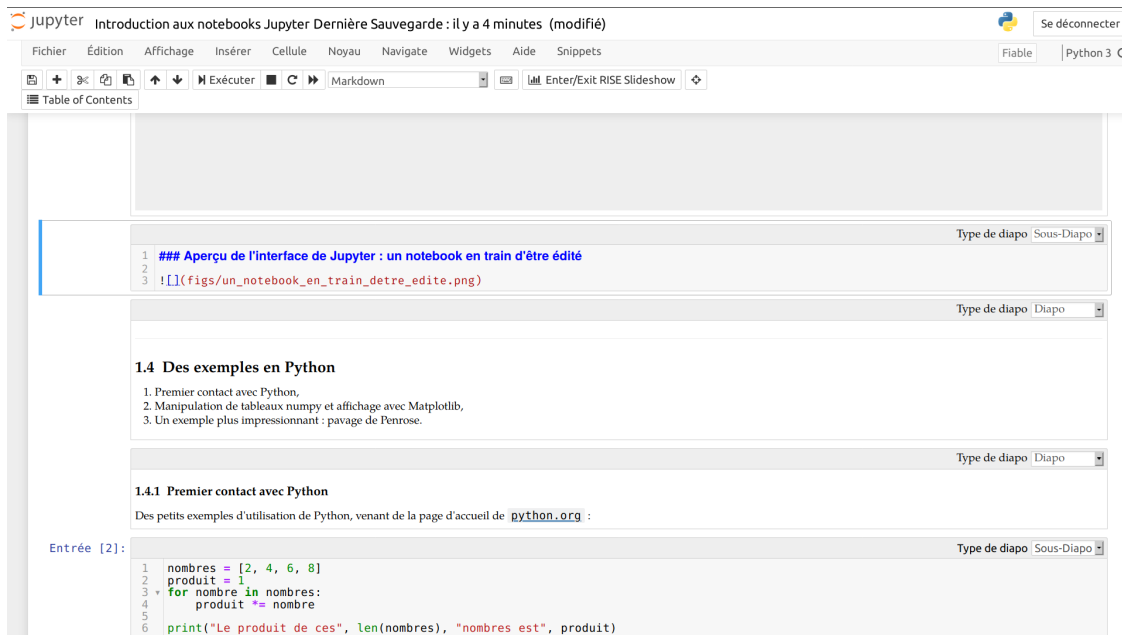 jupyter Introduction aux notebooks Jupyter Dernière Sauvegarde : il y a 4 minutes (modifié) Se déconnecter
Fichier Édition Affichage Insérer Cellule Noyau Navigate Widgets Aide Snippets Fiable Python 3
Exécuter Markdown Enter/Exit RISE Slideshow
Table of Contents
Type de diapo Sous-Diapo
1 ### Aperçu de l'interface de Jupyter : un notebook en train d'être édité
2
3 ![](figs/un_notebook_en_train_detre_edite.png)
Type de diapo Diapo
1.4 Des exemples en Python
1. Premier contact avec Python,
2. Manipulation de tableaux numpy et affichage avec Matplotlib,
3. Un exemple plus impressionnant : pavage de Penrose.
Type de diapo Diapo
1.4.1 Premier contact avec Python
Des petits exemples d'utilisation de Python, venant de la page d'accueil de python.org :
Entrée [2]: Type de diapo Sous-Diapo
1 nombres = [2, 4, 6, 8]
2 produit = 1
3 for nombre in nombres:
4     produit *= nombre
5
6 print("Le produit de ces", len(nombres), "nombres est", produit)